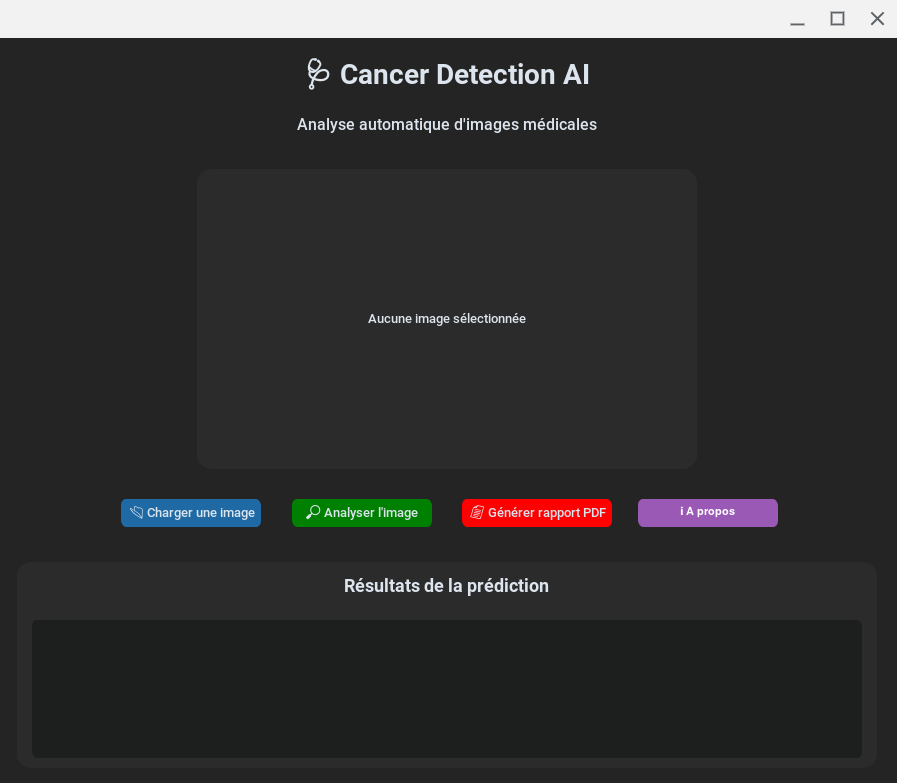 🩺 Cancer Detection AI
Analyse automatique d'images médicales
Aucune image sélectionnée
Charger une image
🔎 Analyser l'image
Générer rapport PDF
ℹ A propos
Résultats de la prédiction